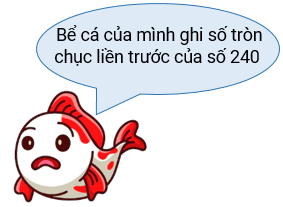 Bể cá của mình ghi số tròn
chục liền trước của số 240